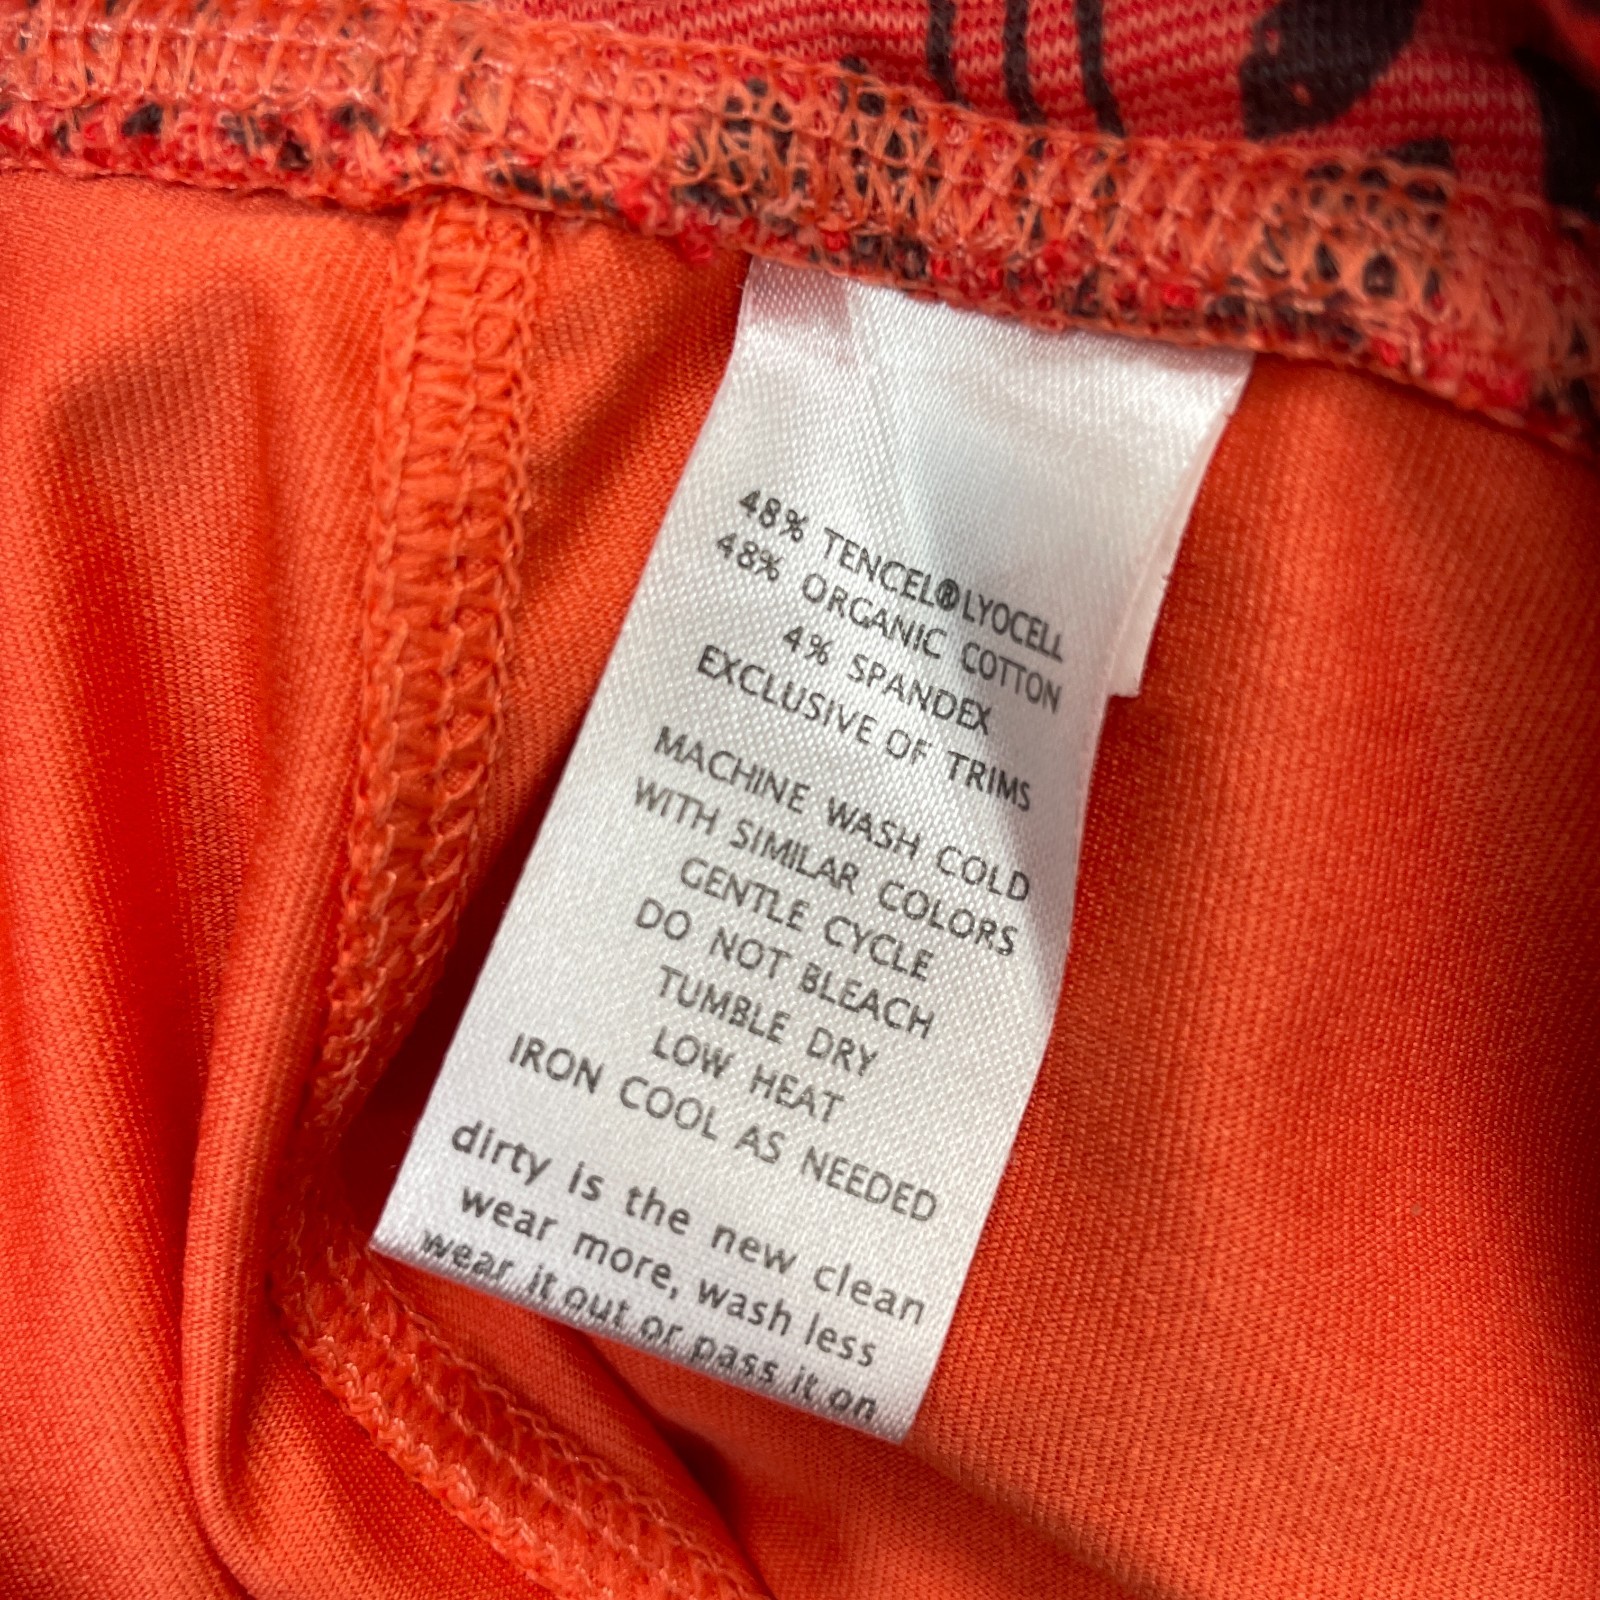 48% TENCEL®LYOCELL
48% ORGANIC COTTON
4% SPANDEX
EXCLUSIVE OF TRIMS
MACHINE WASH COLD
WITH SIMILAR COLORS
GENTLE CYCLE
DO NOT BLEACH
TUMBLE DRY
LOW HEAT
IRON COOL AS NEEDED
dirty is the new clean
wear more, wash less
wear it out or pass it on